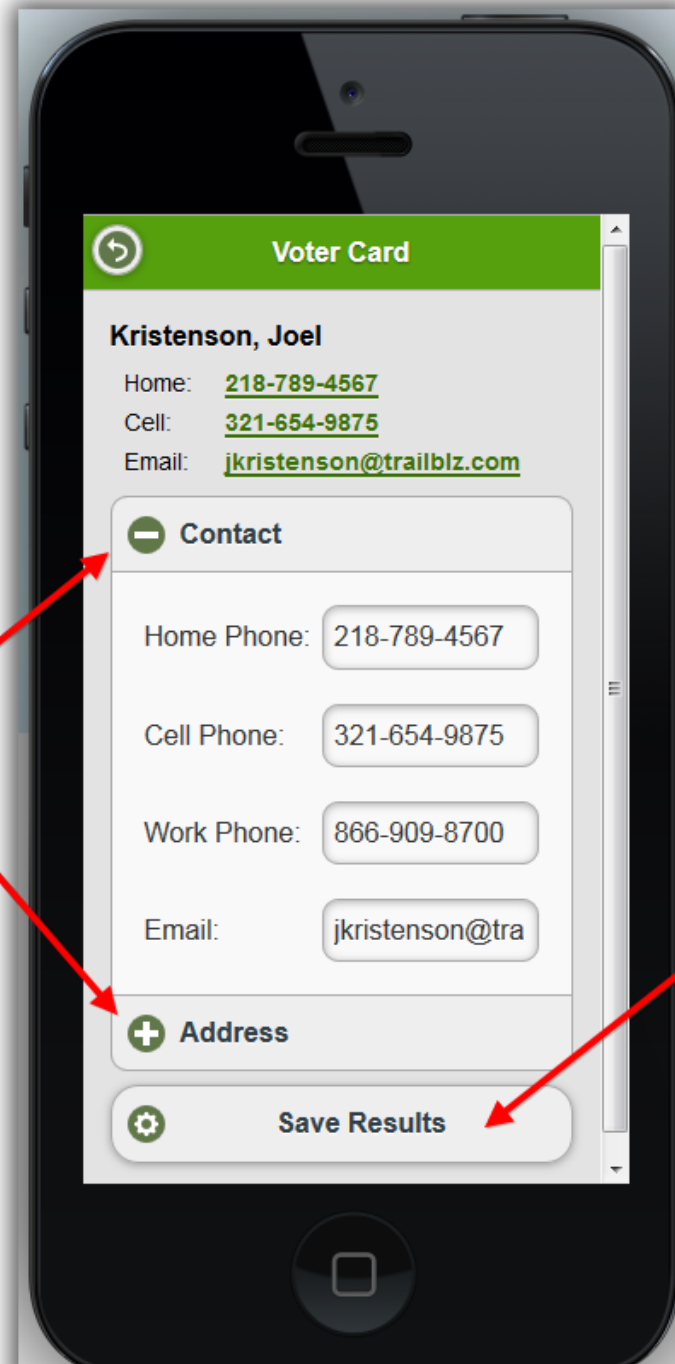 Voter Card
Kristenson, Joel
Home: 218-789-4567
Cell: 321-654-9875
Email: jkristenson@trailblz.com
Contact
Home Phone: 218-789-4567
Cell Phone: 321-654-9875
Work Phone: 866-909-8700
Email: jkristenson@tra
Address
Save Results